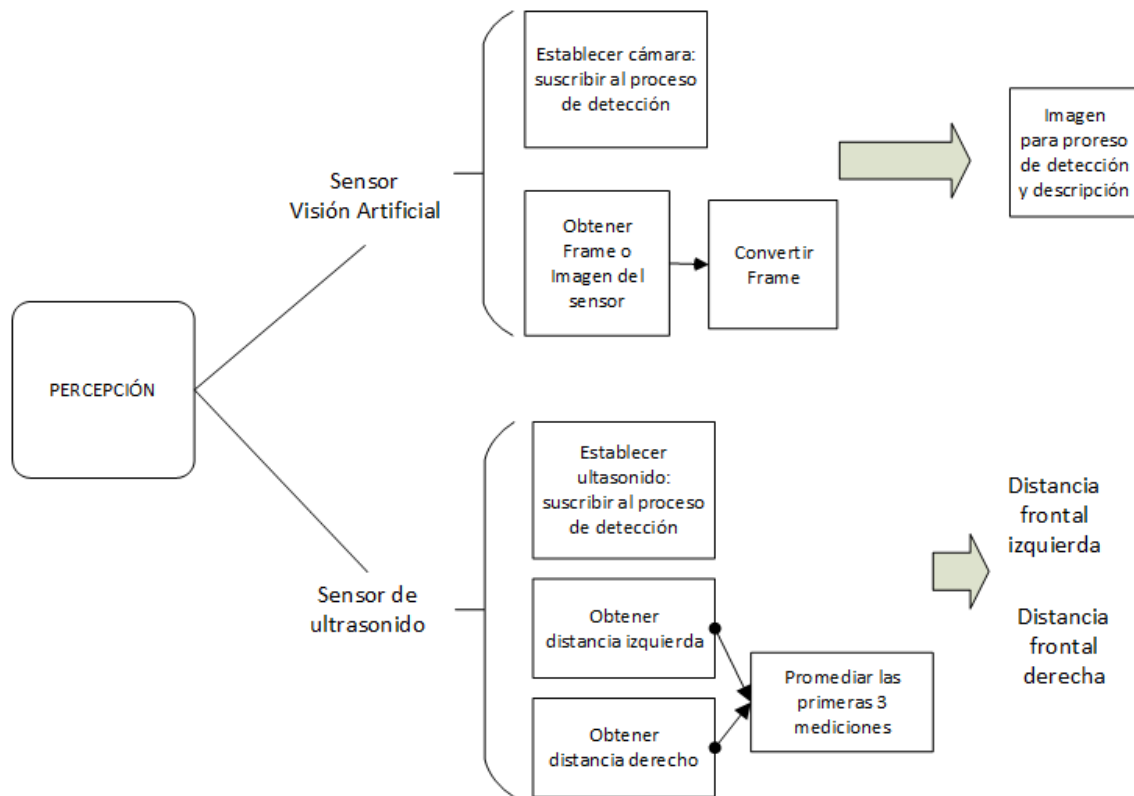 PERCEPCIÓN
Sensor
Visión Artificial
Establecer cámara:
suscribir al proceso
de detección
Obtener
Frame o
Imagen del
sensor
Convertir
Frame
Imagen
para proreso
de detección
y descripción
Sensor de
ultrasonido
Establecer
ultasonido:
suscribir al proceso
de detección
Obtener
distancia izquierda
Obtener
distancia derecho
Promediar las
primeras 3
mediciones
Distancia
frontal
izquierda
Distancia
frontal
derecha